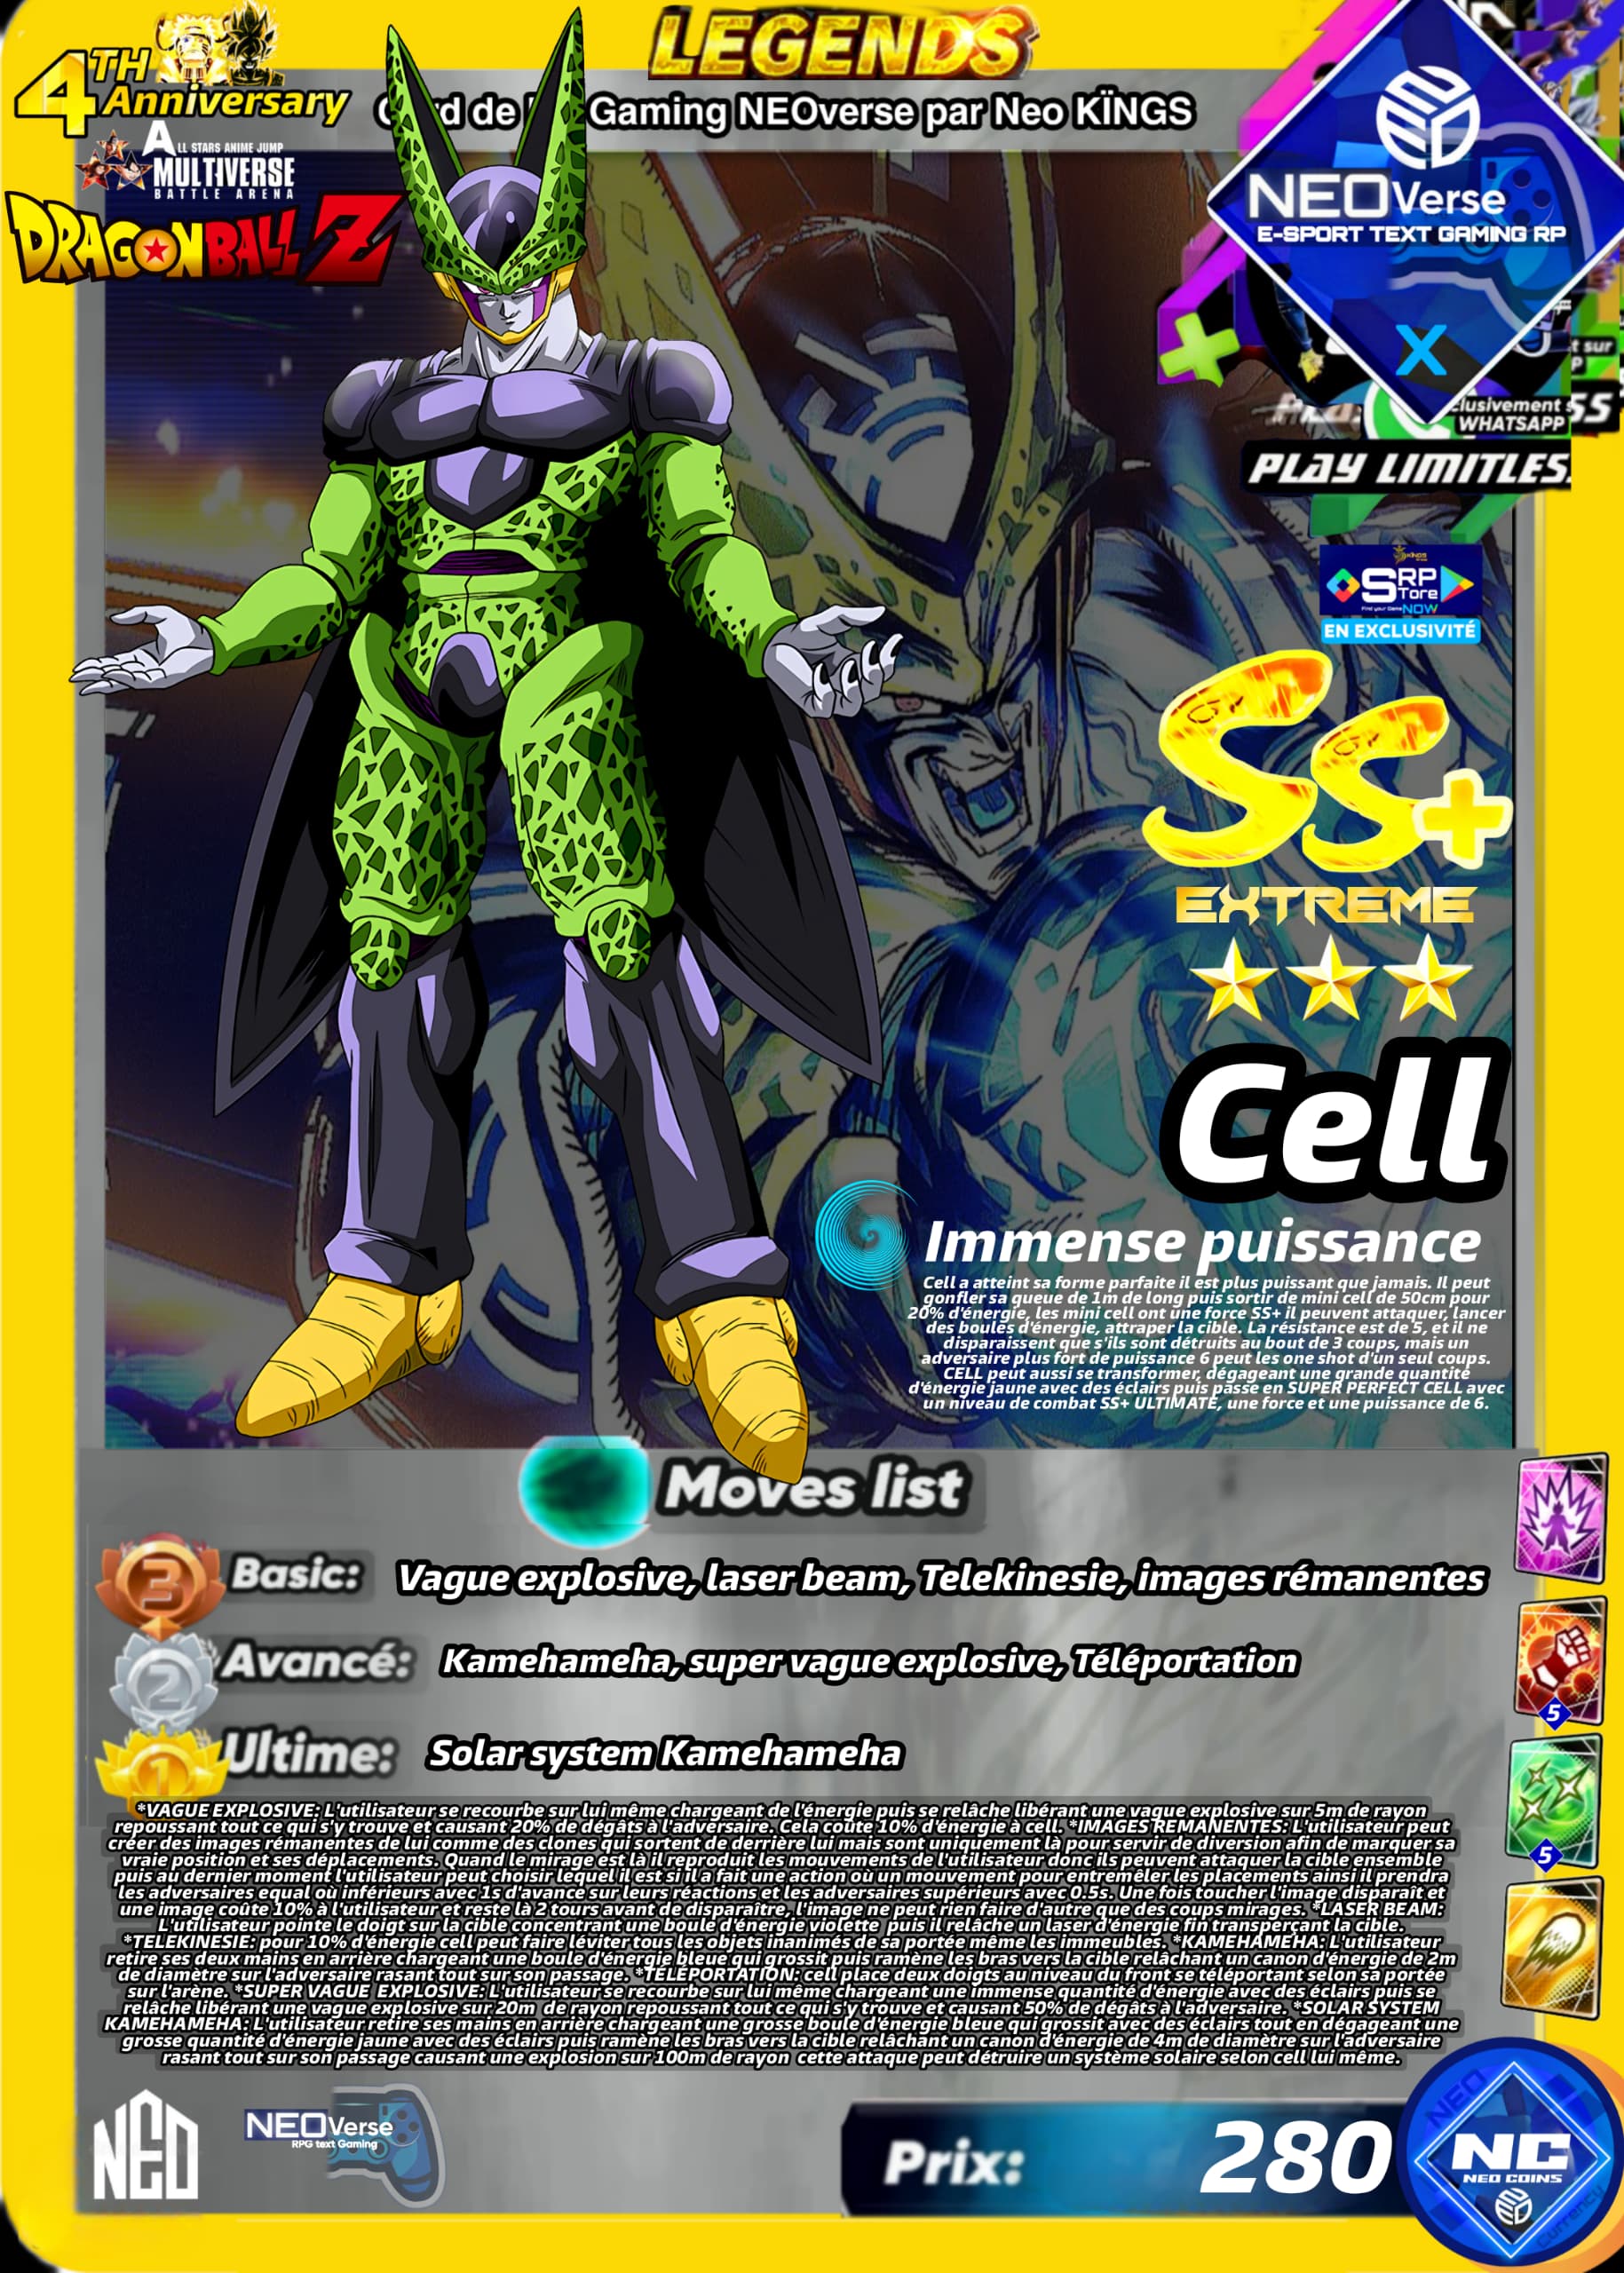 LEGENDS
4TH
Anniversary
Card de Gaming NEOverse par Neo KÏNGS
ALL STARS ANIME JUMP
MULTIVERSE
BATTLE ARENA
DRAGONBALL Z
NEOVerse
E-SPORT TEXT GAMING RP
X
t sur
clusivement
WHATSAPP
PLAY LIMITLES
SRP
STore
Find your Game NOW
EN EXCLUSIVITÉ
SS+
EXTREME
Cell
Immense puissance
Cell a atteint sa forme parfaite il est plus puissant que jamais. Il peut
gonfler sa queue de 1m de long puis sortir de mini cell de 50cm pour
20% d'énergie, les mini cell ont une force SS+ il peuvent attaquer, lancer
des boules d'énergie, attraper la cible. La résistance est de 5, et il ne
disparaissent que s'ils sont détruits au bout de 3 coups, mais un
adversaire plus fort de puissance 6 peut les one shot d'un seul coups.
CELL peut aussi se transformer, dégageant une grande quantité
d'énergie jaune avec des éclairs puis passe en SUPER PERFECT CELL avec
un niveau de combat SS+ ULTIMATE, une force et une puissance de 6.
Moves list
3 Basic: Vague explosive, laser beam, Telekinesie, images rémanentes
2 Avancé: Kamehameha, super vague explosive, Téléportation
1 Ultime: Solar system Kamehameha
5
5
*VAGUE EXPLOSIVE: L'utilisateur se recourbe sur lui même chargeant de l'énergie puis se relâche libérant une vague explosive sur 5m de rayon
repoussant tout ce qui s'y trouve et causant 20% de dégâts à l'adversaire. Cela coûte 10% d'énergie à cell. *IMAGES REMANENTES: L'utilisateur peut
créer des images rémanentes de lui comme des clones qui sortent de derrière lui mais sont uniquement là pour servir de diversion afin de marquer sa
vraie position et ses déplacements. Quand le mirage est là il reproduit les mouvements de l'utilisateur donc ils peuvent attaquer la cible ensemble
puis au dernier moment l'utilisateur peut choisir lequel il est si il a fait une action ou un mouvement pour entremêler les placements ainsi il prendra
les adversaires equal où inférieurs avec 1s d'avance sur leurs réactions et les adversaires supérieurs avec 0.5s. Une fois toucher l'image disparaît et
une image coûte 10% à l'utilisateur et reste là 2 tours avant de disparaître, l'image ne peut rien faire d'autre que des coups mirages. *LASER BEAM:
L'utilisateur pointe le doigt sur la cible concentrant une boule d'énergie violette puis il relâche un laser d'énergie fin transperçant la cible.
*TELEKINESIE: pour 10% d'énergie cell peut faire léviter tous les objets inanimés de sa portée même les immeubles. *KAMEHAMEHA: L'utilisateur
retire ses deux mains en arrière chargeant une boule d'énergie bleue qui grossit puis ramène les bras vers la cible relâchant un canon d'énergie de 2m
de diamètre sur l'adversaire rasant tout sur son passage. *TÉLÉPORTATION: cell place deux doigts au niveau du front se téléportant selon sa portée
sur l'arène. *SUPER VAGUE EXPLOSIVE: L'utilisateur se recourbe sur lui même chargeant une immense quantité d'énergie avec des éclairs puis se
relâche libérant une vague explosive sur 20m de rayon repoussant tout ce qui s'y trouve et causant 50% de dégâts à l'adversaire. *SOLAR SYSTEM
KAMEHAMEHA: L'utilisateur retire ses mains en arrière chargeant une grosse boule d'énergie bleue qui grossit avec des éclairs tout en dégageant une
grosse quantité d'énergie jaune avec des éclairs puis ramène les bras vers la cible relâchant un canon d'énergie de 4m de diamètre sur l'adversaire
rasant tout sur son passage causant une explosion sur 100m de rayon cette attaque peut détruire un système solaire selon cell lui même.
NEO
NEOVerse
RPG text Gaming
Prix: 280
NC
NEO COINS
NEO
Currency